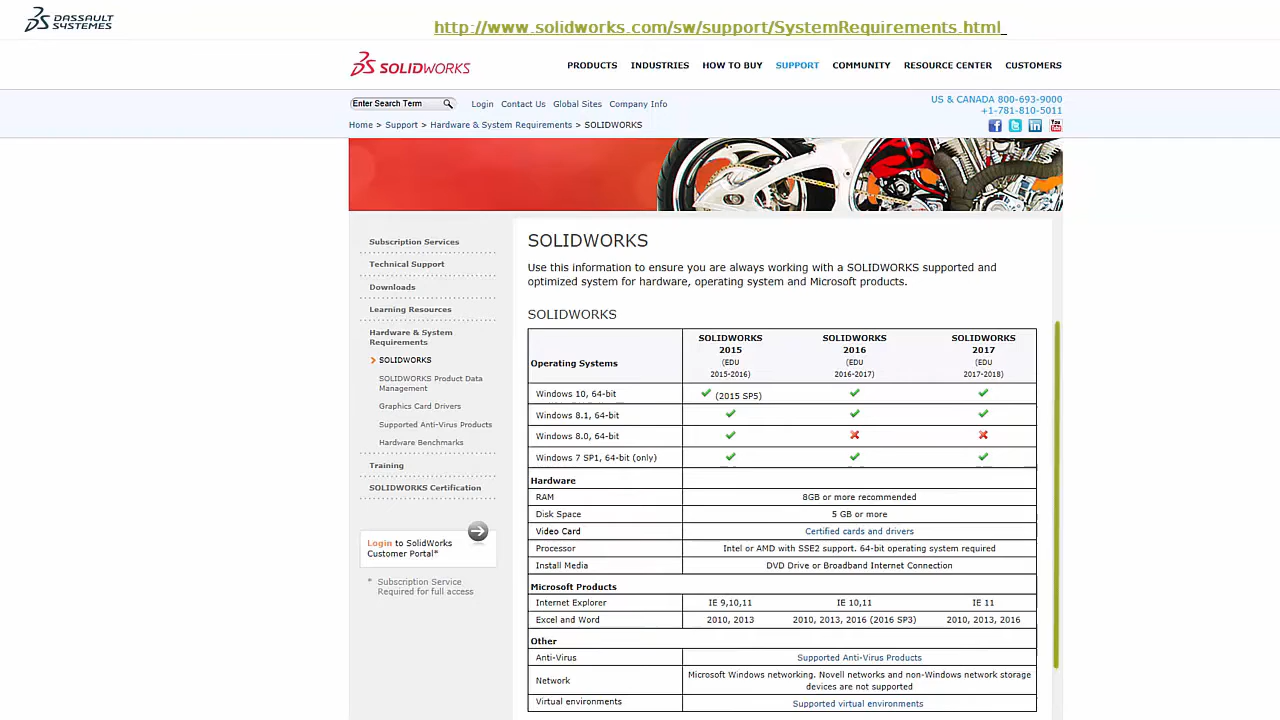 DASSAULT
SYSTEMES
http://www.solidworks.com/sw/support/SystemRequirements.html
SOLIDWORKS
PRODUCTS INDUSTRIES HOW TO BUY SUPPORT COMMUNITY RESOURCE CENTER CUSTOMERS
Enter Search Term Login Contact Us Global Sites Company Info
US & CANADA 800-693-9000
+1-781-810-5011
Home > Support > Hardware & System Requirements > SOLIDWORKS
You
Tube
Subscription Services
Technical Support
Downloads
Learning Resources
Hardware & System
Requirements
SOLIDWORKS
SOLIDWORKS Product Data
Management
Graphics Card Drivers
Supported Anti-Virus Products
Hardware Benchmarks
Training
SOLIDWORKS Certification
Login to SolidWorks
Customer Portal*
* Subscription Service
Required for full access
SOLIDWORKS
Use this information to ensure you are always working with a SOLIDWORKS supported and
optimized system for hardware, operating system and Microsoft products.
SOLIDWORKS
Operating Systems
SOLIDWORKS
2015
(EDU
2015-2016)
SOLIDWORKS
2016
(EDU
2016-2017)
SOLIDWORKS
2017
(EDU
2017-2018)
Windows 10, 64-bit (2015 SP5)
Windows 8.1, 64-bit
Windows 8.0, 64-bit
Windows 7 SP1, 64-bit (only)
Hardware
RAM 8GB or more recommended
Disk Space 5 GB or more
Video Card Certified cards and drivers
Processor Intel or AMD with SSE2 support. 64-bit operating system required
Install Media DVD Drive or Broadband Internet Connection
Microsoft Products
Internet Explorer IE 9,10,11 IE 10,11 IE 11
Excel and Word 2010, 2013 2010, 2013, 2016 (2016 SP3) 2010, 2013, 2016
Other
Anti-Virus Supported Anti-Virus Products
Network Microsoft Windows networking. Novell networks and non-Windows network storage
devices are not supported
Virtual environments Supported virtual environments